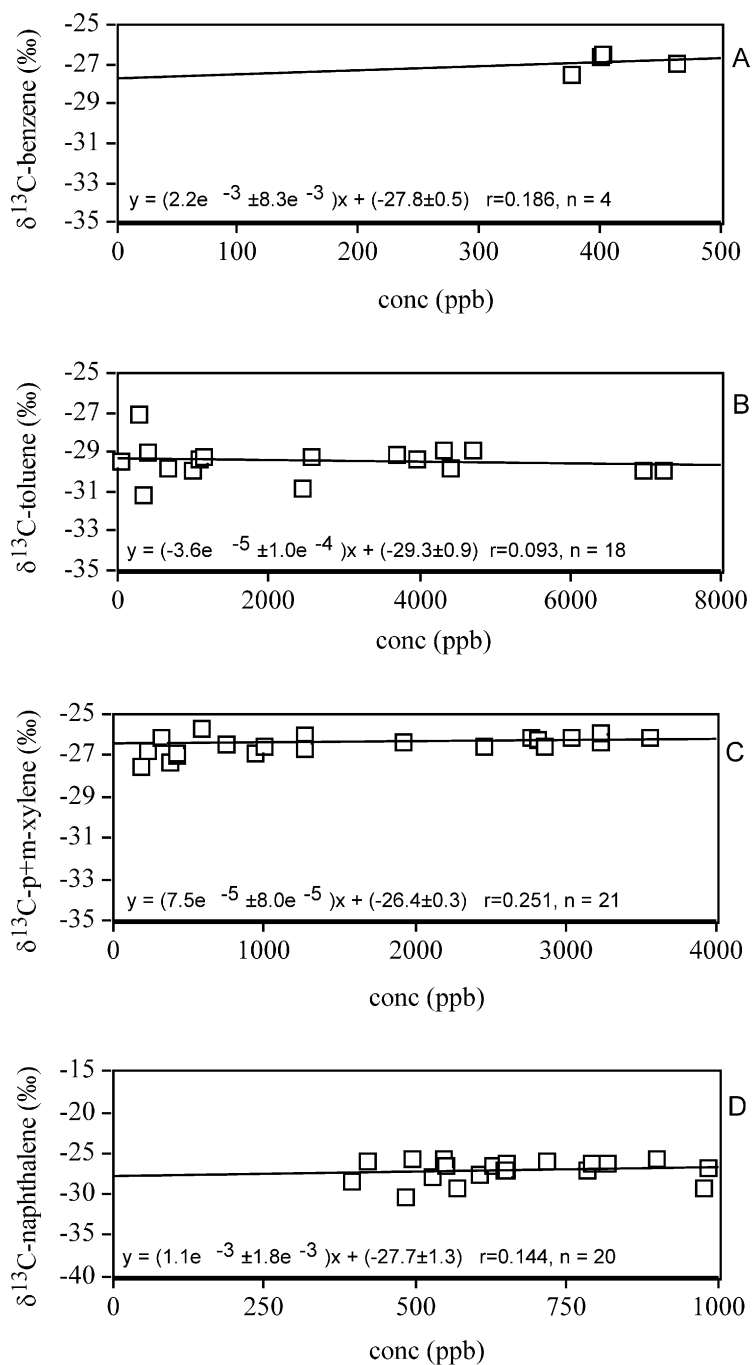 A
δ13C-benzene (‰)
-25
-27
-29
-31
-33
-35
y = (2.2e -3 ±8.3e -3 )x + (-27.8±0.5) r=0.186, n = 4
0 100 200 300 400 500
conc (ppb)
B
δ13C-toluene (‰)
-25
-27
-29
-31
-33
-35
y = (-3.6e -5 ±1.0e -4 )x + (-29.3±0.9) r=0.093, n = 18
0 2000 4000 6000 8000
conc (ppb)
C
δ13C-p+m-xylene (‰)
-25
-27
-29
-31
-33
-35
y = (7.5e -5 ±8.0e -5 )x + (-26.4±0.3) r=0.251, n = 21
0 1000 2000 3000 4000
conc (ppb)
D
δ13C-naphthalene (‰)
-15
-20
-25
-30
-35
-40
y = (1.1e -3 ±1.8e -3 )x + (-27.7±1.3) r=0.144, n = 20
0 250 500 750 1000
conc (ppb)